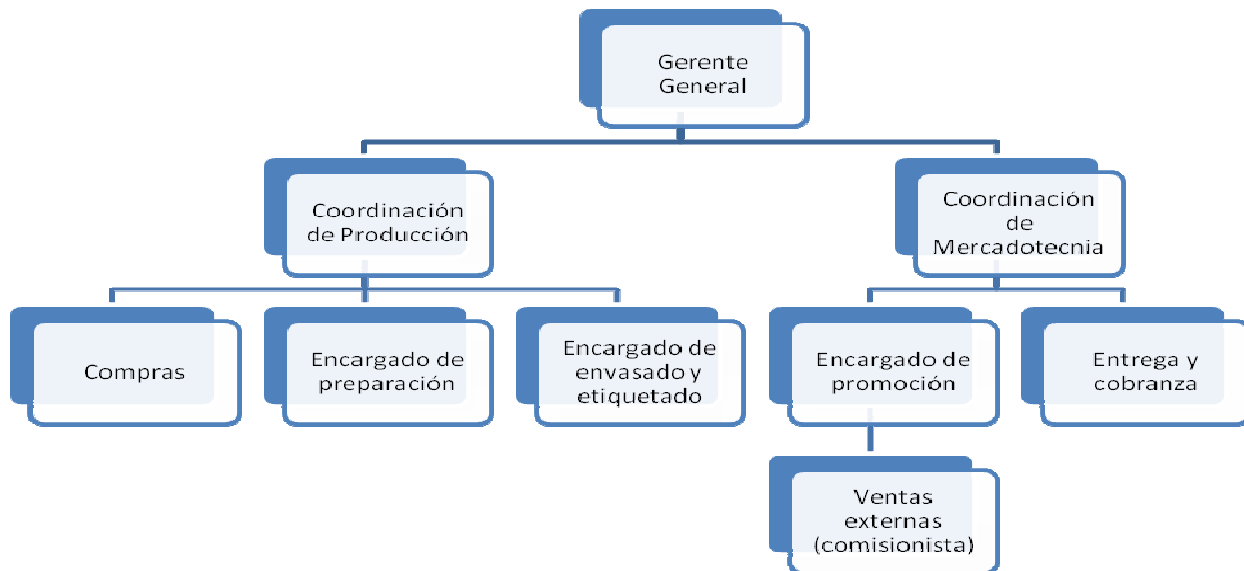 Gerente
General
Coordinación
de Producción
Coordinación
de
Mercadotecnia
Compras
Encargado de
preparación
Encargado de
envasado y
etiquetado
Encargado de
promoción
Entrega y
cobranza
Ventas
externas
(comisionista)